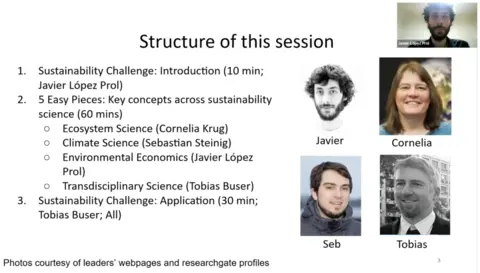 Javier López Prol
Structure of this session
1. Sustainability Challenge: Introduction (10 min;
Javier López Prol)
2. 5 Easy Pieces: Key concepts across sustainability
science (60 mins)
○ Ecosystem Science (Cornelia Krug)
○ Climate Science (Sebastian Steinig)
○ Environmental Economics (Javier López
Prol)
○ Transdisciplinary Science (Tobias Buser)
3. Sustainability Challenge: Application (30 min;
Tobias Buser; All)
Javier
Cornelia
Seb
Tobias
Photos courtesy of leaders' webpages and researchgate profiles